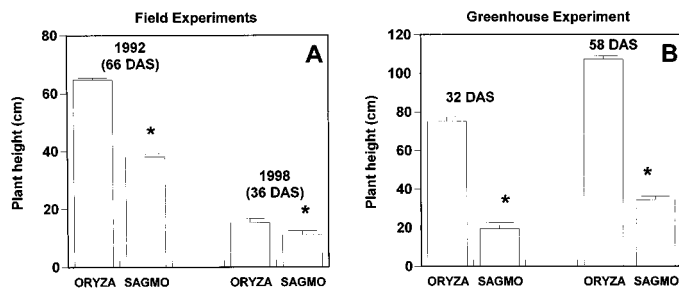 Field Experiments
A
1992
(66 DAS)
*
1998
(36 DAS)
*
Plant height (cm)
80
60
40
20
0
ORYZA SAGMO ORYZA SAGMO
Greenhouse Experiment
B
58 DAS
32 DAS
*
*
Plant height (cm)
120
100
80
60
40
20
0
ORYZA SAGMO ORYZA SAGMO